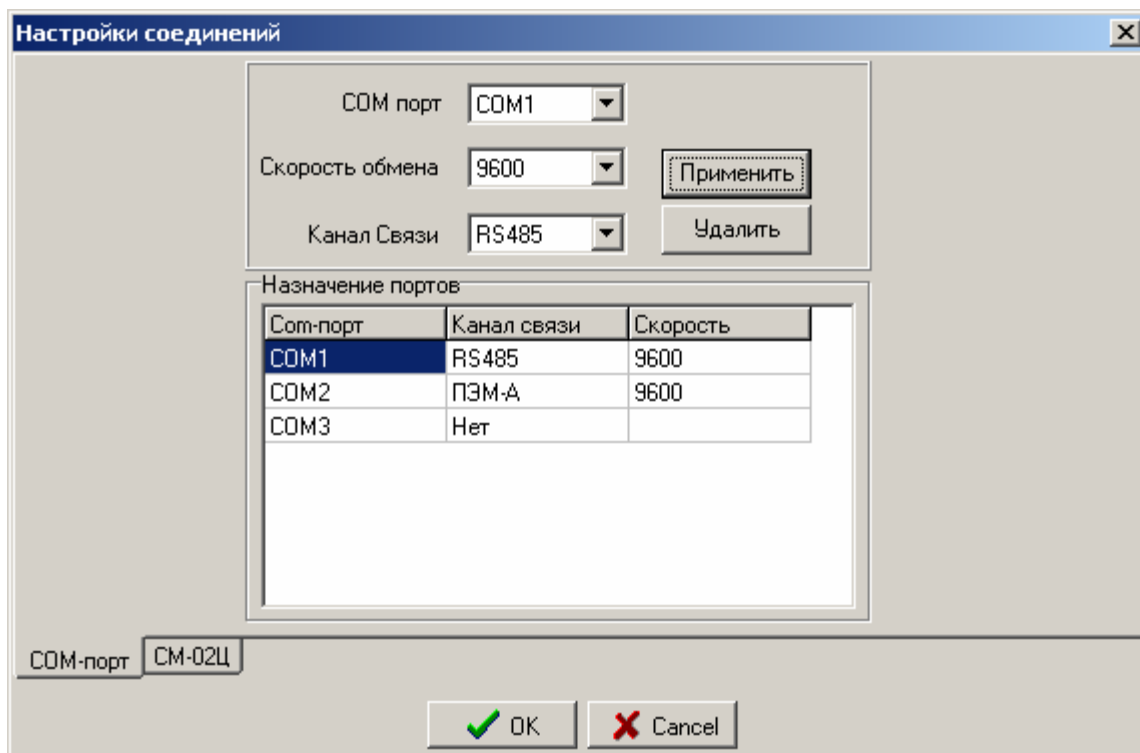 Настройки соединений
COM порт COM1
Скорость обмена 9600
Применить
Канал Связи RS485
Удалить
Назначение портов
Com-порт Канал связи Скорость
COM1 RS485 9600
COM2 ПЭМ-А 9600
COM3 Нет
COM-порт СМ-02Ц
OK Cancel